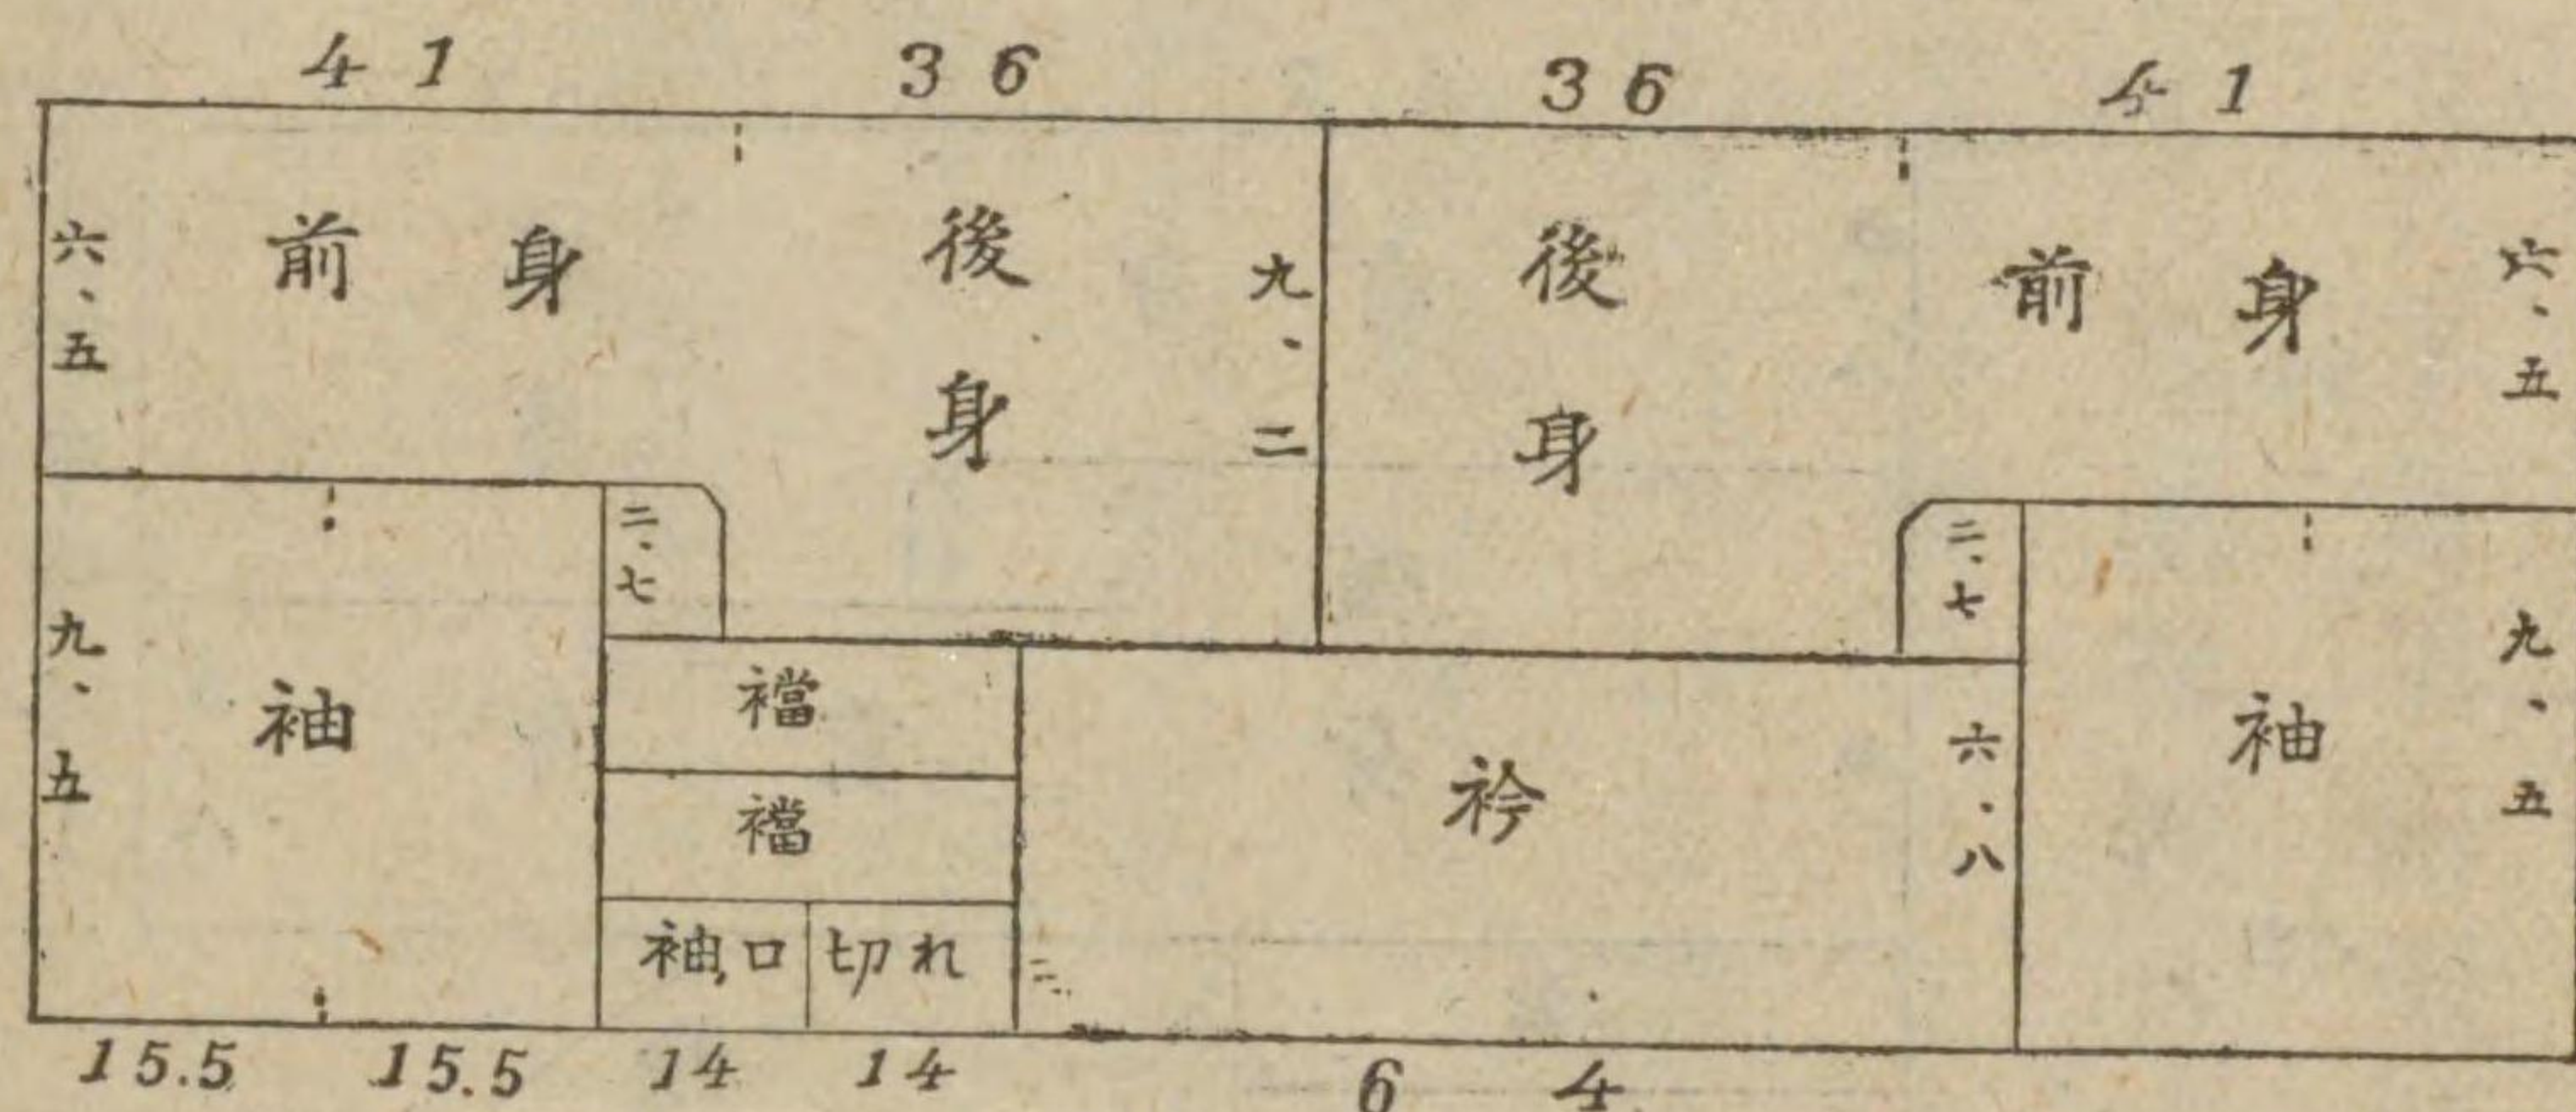 41 36 36 41
六・五
前身
後身
九・二
後身
前身
六・五
二・七
二・七
九・五
袖
襠
襠
袖口切れ
衿
六・八
袖
九・五
15.5 15.5 14 14 64